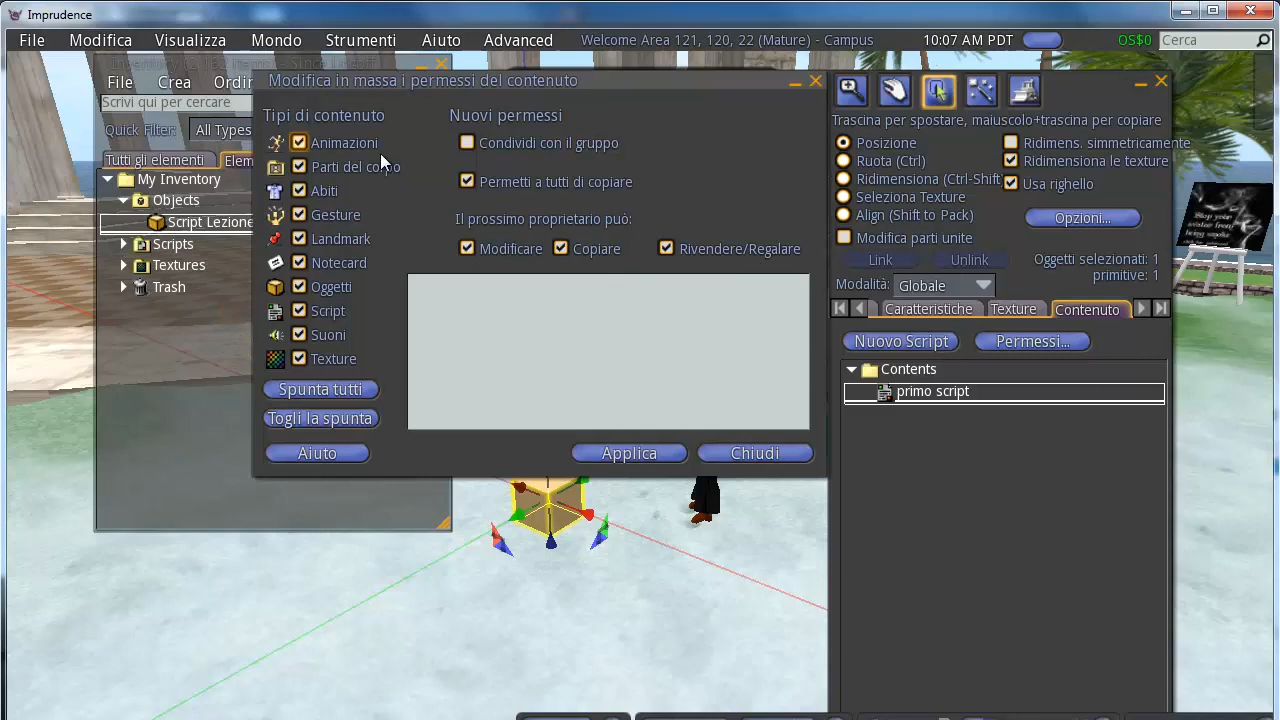 Imprudence
File Modifica Visualizza Mondo Strumenti Aiuto Advanced Welcome Area 121, 120, 22 (Mature) - Campus 10:07 AM PDT OS$0 Cerca
File Crea Ordin
Scrivi qui per cercare
Quick Filter: All Types
Tutti gli elementi Elem
My Inventory
Objects
Script Lezione
Scripts
Textures
Trash
Modifica in massa i permessi del contenuto
Tipi di contenuto
Animazioni
Parti del corpo
Abiti
Gesture
Landmark
Notecard
Oggetti
Script
Suoni
Texture
Spunta tutti
Togli la spunta
Aiuto
Nuovi permessi
Condividi con il gruppo
Permetti a tutti di copiare
Il prossimo proprietario può:
Modificare Copiare Rivendere/Regalare
Applica Chiudi
Trascina per spostare, maiuscolo+trascina per copiare
Posizione
Ruota (Ctrl)
Ridimensiona (Ctrl-Shift
Seleziona Texture
Align (Shift to Pack)
Modifica parti unite
Ridimens. simmetricamente
Ridimensiona le texture
Usa righello
Opzioni...
Link Unlink
Oggetti selezionati: 1
primitive: 1
Modalità: Globale
Caratteristiche Texture Contenuto
Nuovo Script Permessi...
Contents
primo script